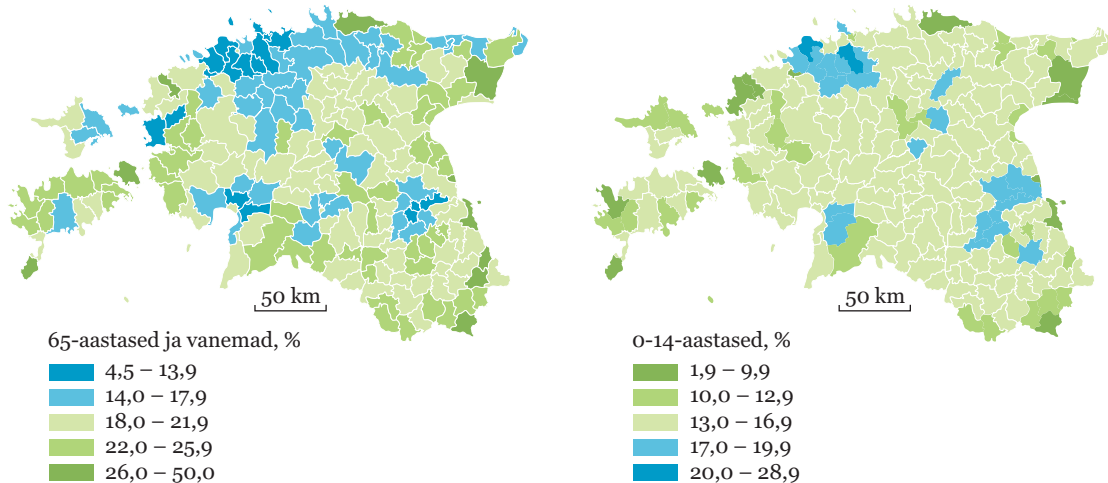 50 km
65-aastased ja vanemad, %
4,5 – 13,9
14,0 – 17,9
18,0 – 21,9
22,0 – 25,9
26,0 – 50,0
50 km
0-14-aastased, %
1,9 – 9,9
10,0 – 12,9
13,0 – 16,9
17,0 – 19,9
20,0 – 28,9